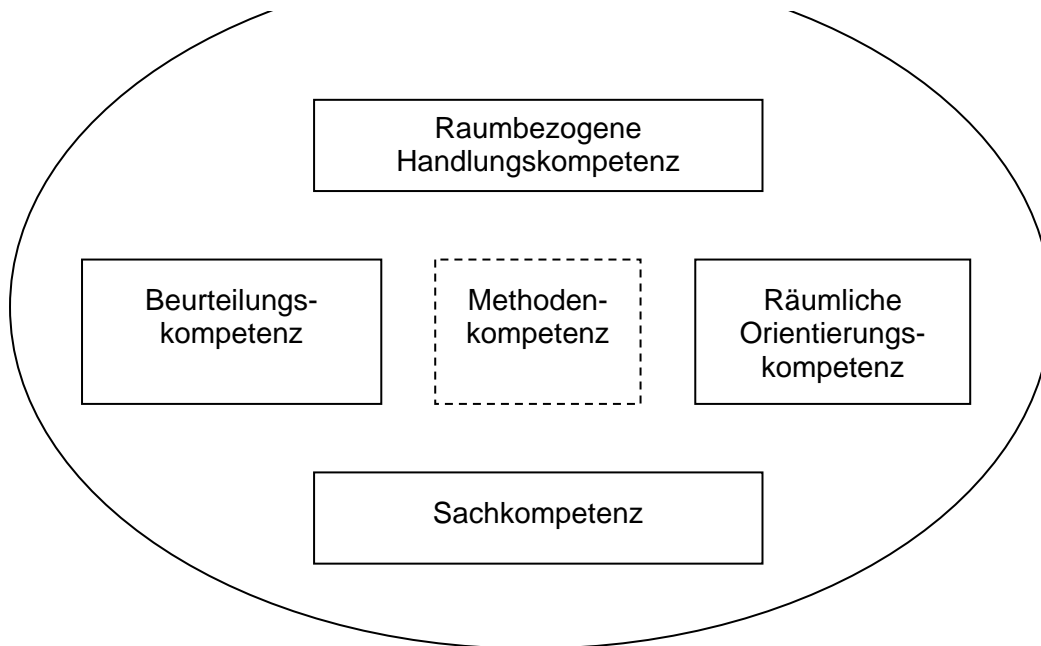 Raumbezogene
Handlungskompetenz
Beurteilungs-
kompetenz
Methoden-
kompetenz
Räumliche
Orientierungs-
kompetenz
Sachkompetenz